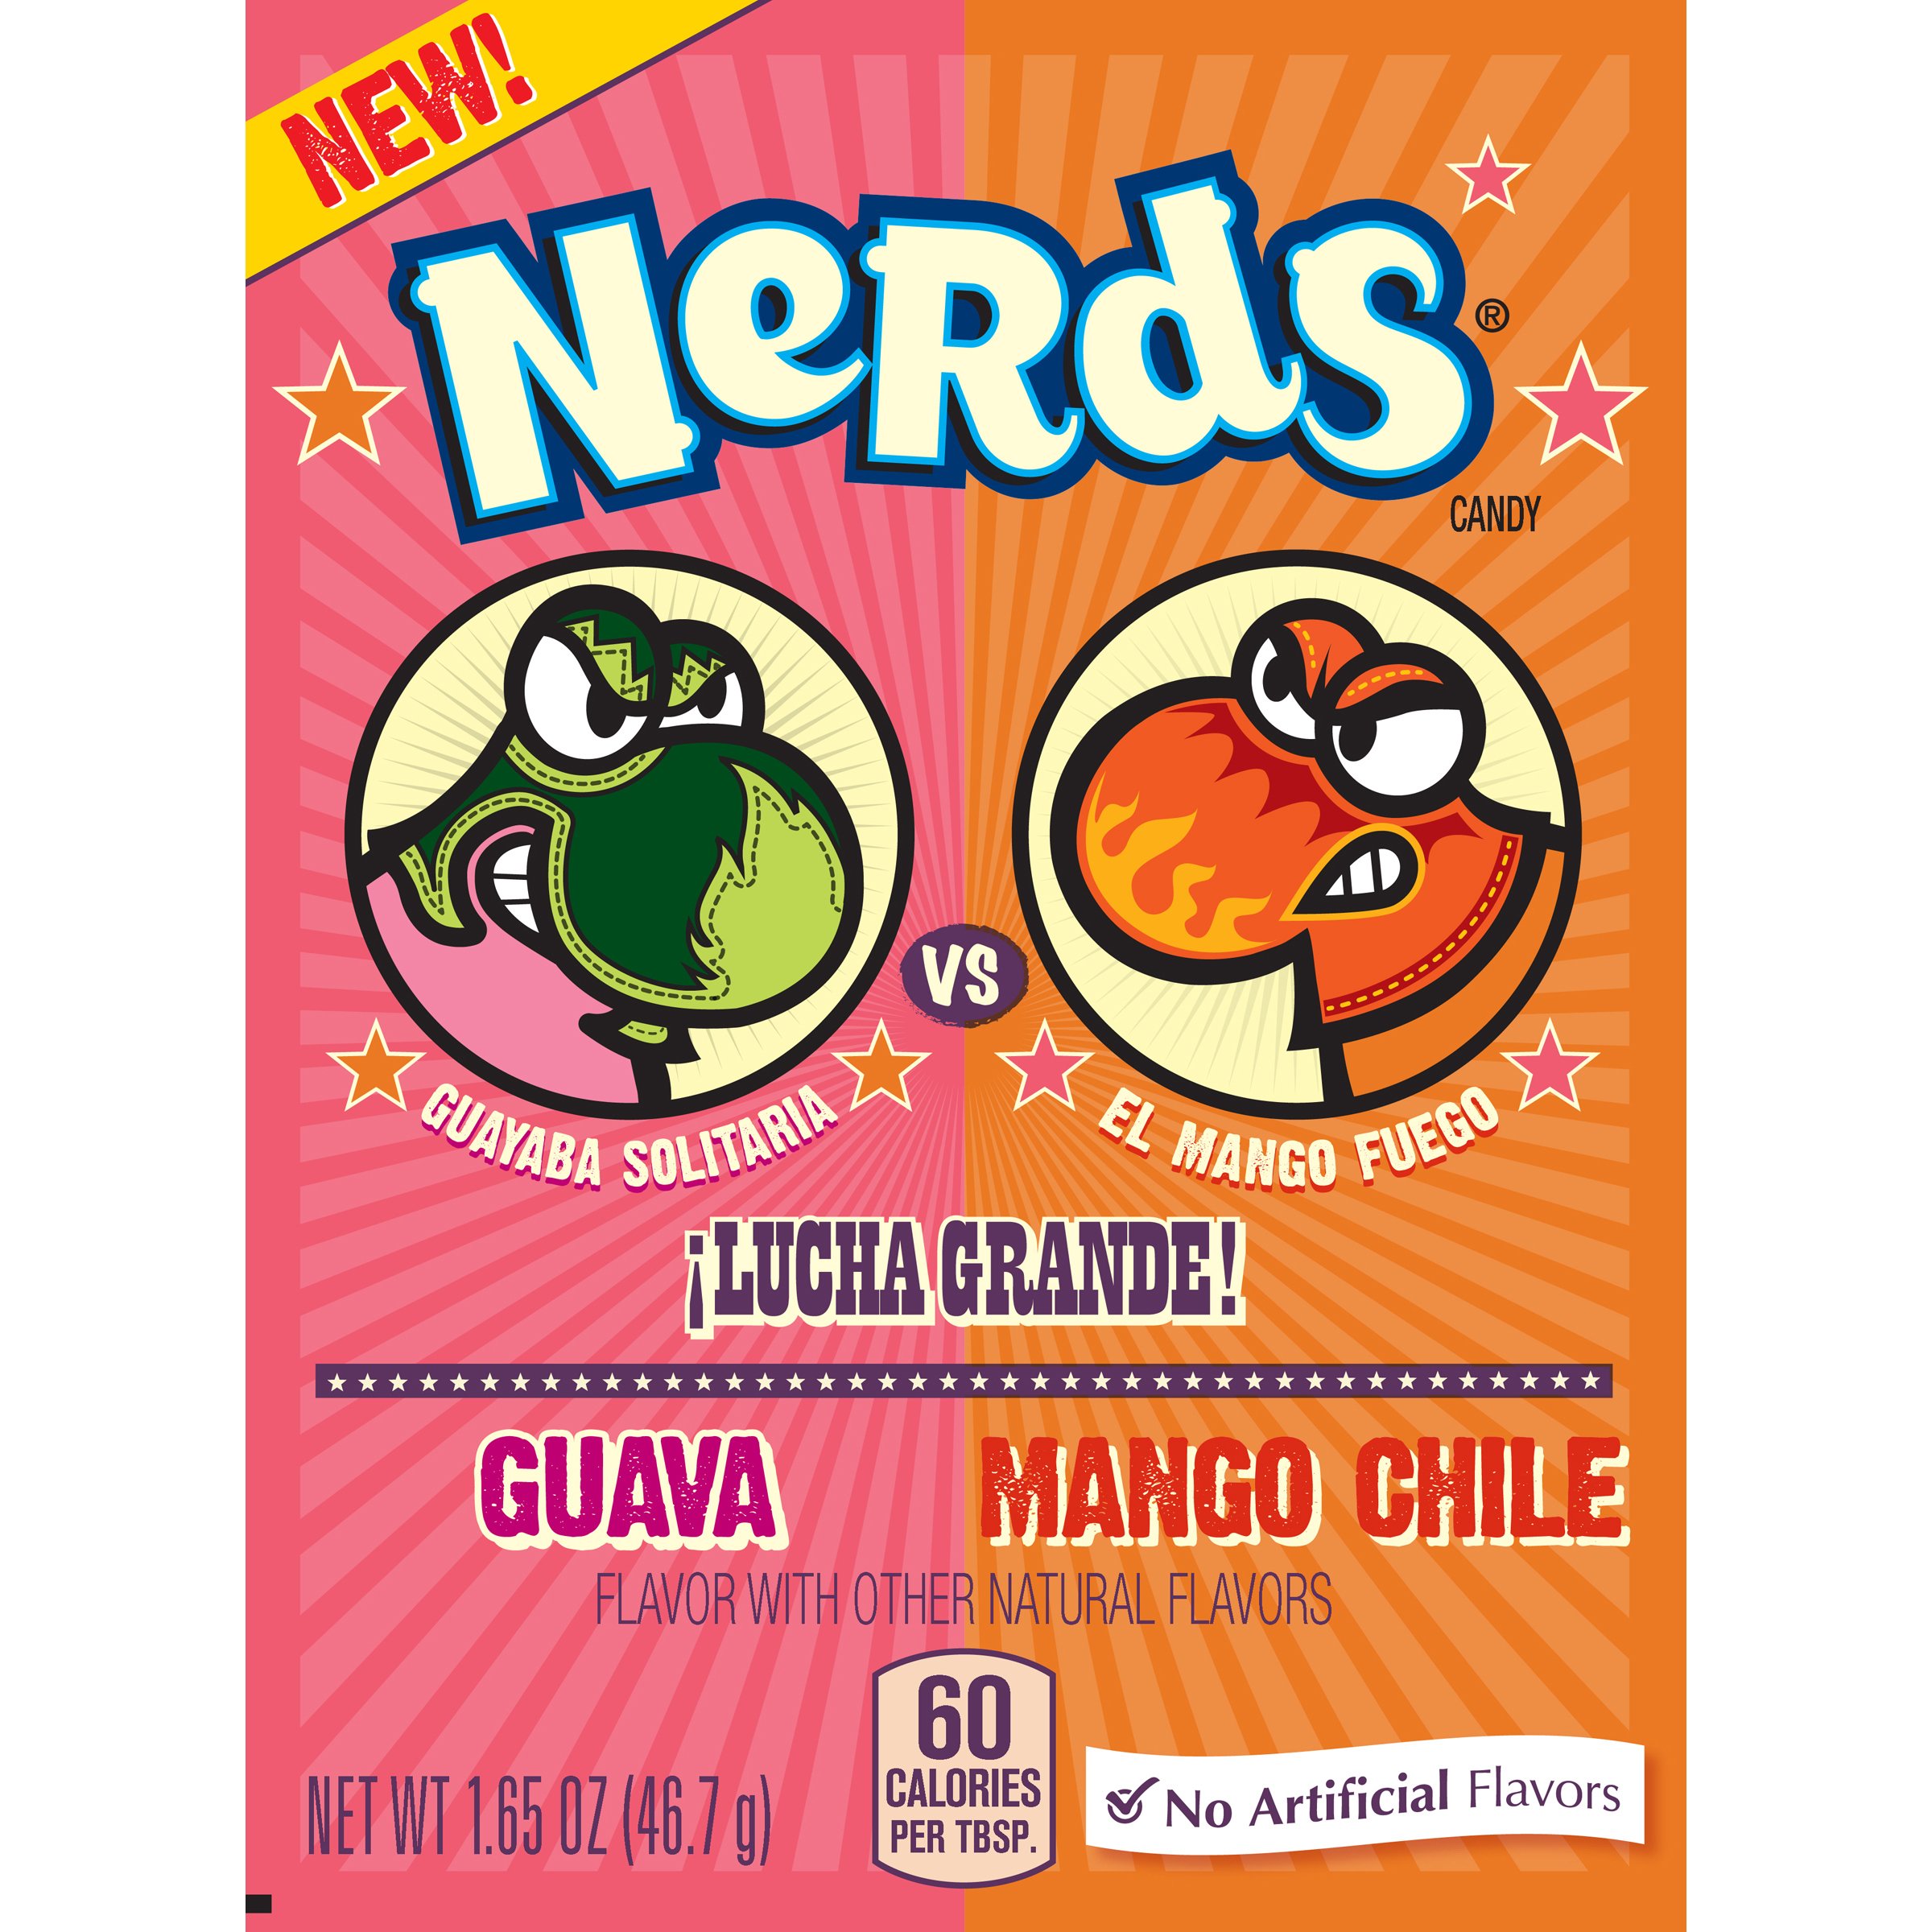 NEW!
NeRdS®
CANDY
VS
GUAYABA SOLITARIA
EL MANGO FUEGO
¡LUCHA GRANDE!
GUAVA
MANGO CHILE
FLAVOR WITH OTHER NATURAL FLAVORS
60
CALORIES
PER TBSP.
NET WT 1.65 OZ (46.7 g)
No Artificial Flavors